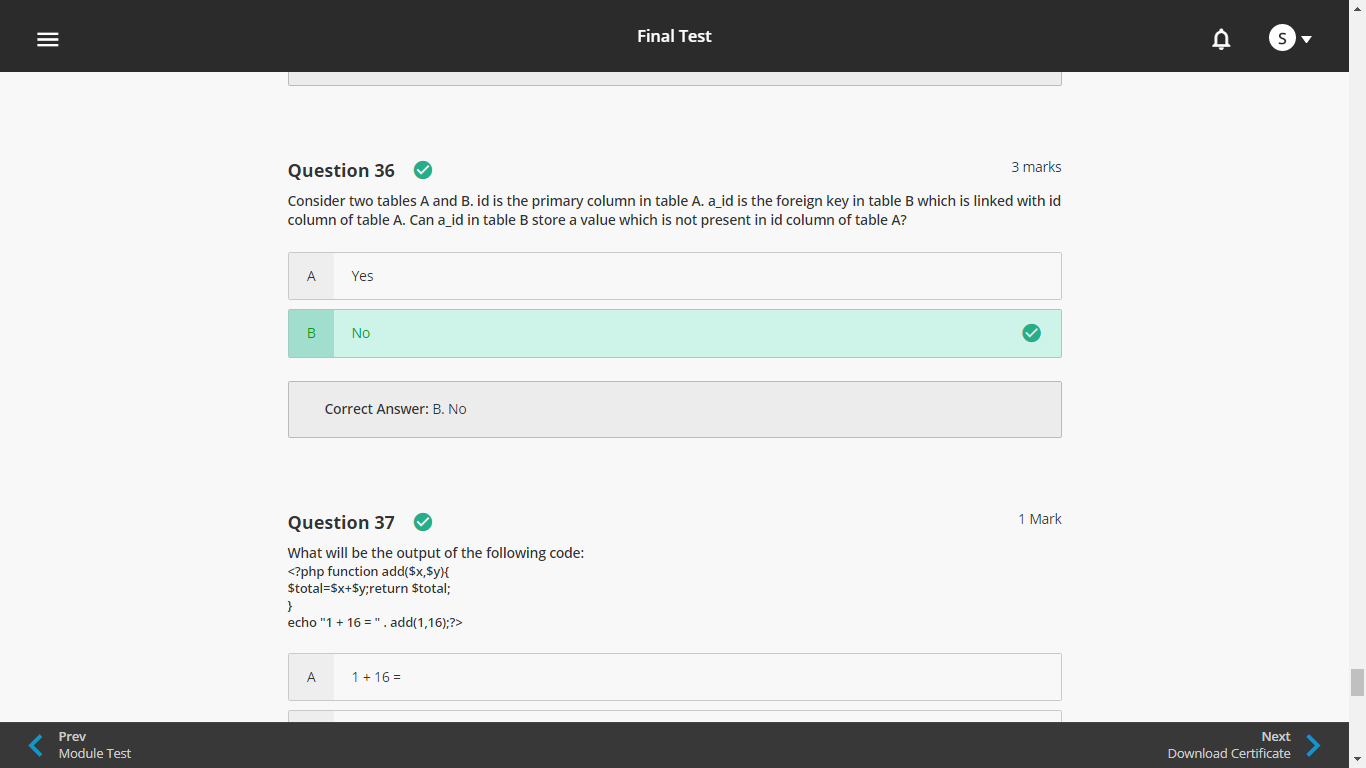 Final Test
S
Question 36
3 marks
Consider two tables A and B. id is the primary column in table A. a_id is the foreign key in table B which is linked with id
column of table A. Can a_id in table B store a value which is not present in id column of table A?
A Yes
B No
Correct Answer: B. No
Question 37
1 Mark
What will be the output of the following code:
<?php function add($x,$y){
$total=$x+$y;return $total;
}
echo "1 + 16 = " . add(1,16);?>
A 1 + 16 =
Prev
Module Test
Next
Download Certificate